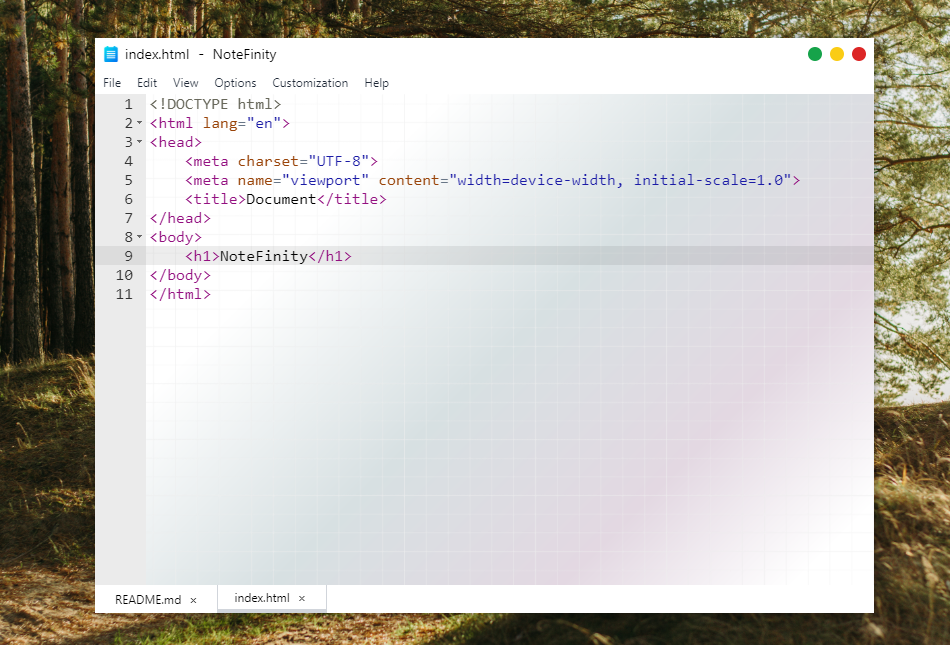 index.html - NoteFinity
File Edit View Options Customization Help
1 <!DOCTYPE html>
2 <html lang="en">
3 <head>
4     <meta charset="UTF-8">
5     <meta name="viewport" content="width=device-width, initial-scale=1.0">
6     <title>Document</title>
7 </head>
8 <body>
9     <h1>NoteFinity</h1>
10 </body>
11 </html>
README.md × index.html ×